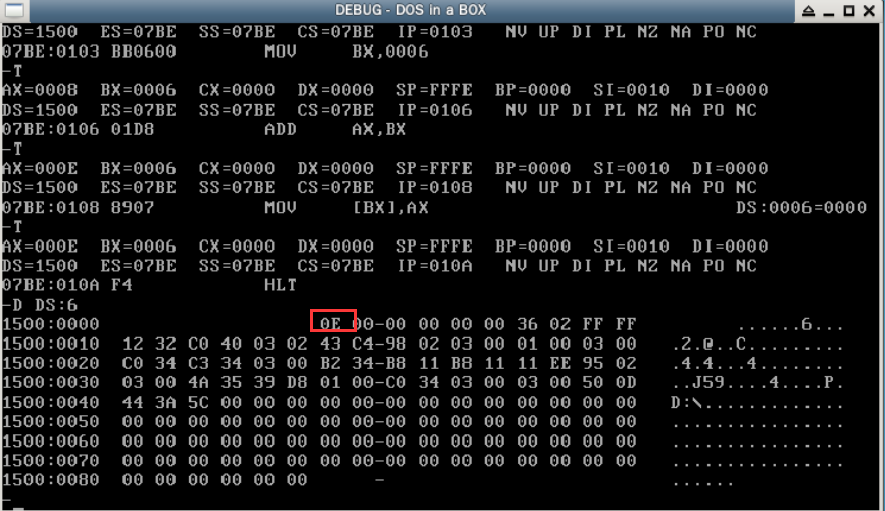 DEBUG - DOS in a BOX
DS=1500 ES=07BE SS=07BE CS=07BE IP=0103 NV UP DI PL NZ NA PO NC
07BE:0103 BB0600 MOV BX,0006
-T
AX=0008 BX=0006 CX=0000 DX=0000 SP=FFFE BP=0000 SI=0010 DI=0000
DS=1500 ES=07BE SS=07BE CS=07BE IP=0106 NV UP DI PL NZ NA PO NC
07BE:0106 01D8 ADD AX,BX
-T
AX=000E BX=0006 CX=0000 DX=0000 SP=FFFE BP=0000 SI=0010 DI=0000
DS=1500 ES=07BE SS=07BE CS=07BE IP=0108 NV UP DI PL NZ NA PO NC
07BE:0108 8907 MOV [BX],AX DS:0006=0000
-T
AX=000E BX=0006 CX=0000 DX=0000 SP=FFFE BP=0000 SI=0010 DI=0000
DS=1500 ES=07BE SS=07BE CS=07BE IP=010A NV UP DI PL NZ NA PO NC
07BE:010A F4 HLT
-D DS:6
1500:0000 0E 00-00 00 00 00 36 02 FF FF ......6...
1500:0010 12 32 C0 40 03 02 43 C4-98 02 03 00 01 00 03 00 .2.@..C.........
1500:0020 C0 34 C3 34 03 00 B2 34-B8 11 B8 11 11 EE 95 02 .4.4...4........
1500:0030 03 00 4A 35 39 D8 01 00-C0 34 03 00 03 00 50 0D ..J59....4....P.
1500:0040 44 3A 5C 00 00 00 00 00-00 00 00 00 00 00 00 00 D:\.............
1500:0050 00 00 00 00 00 00 00 00-00 00 00 00 00 00 00 00 ................
1500:0060 00 00 00 00 00 00 00 00-00 00 00 00 00 00 00 00 ................
1500:0070 00 00 00 00 00 00 00 00-00 00 00 00 00 00 00 00 ................
1500:0080 00 00 00 00 00 00 - ......
-